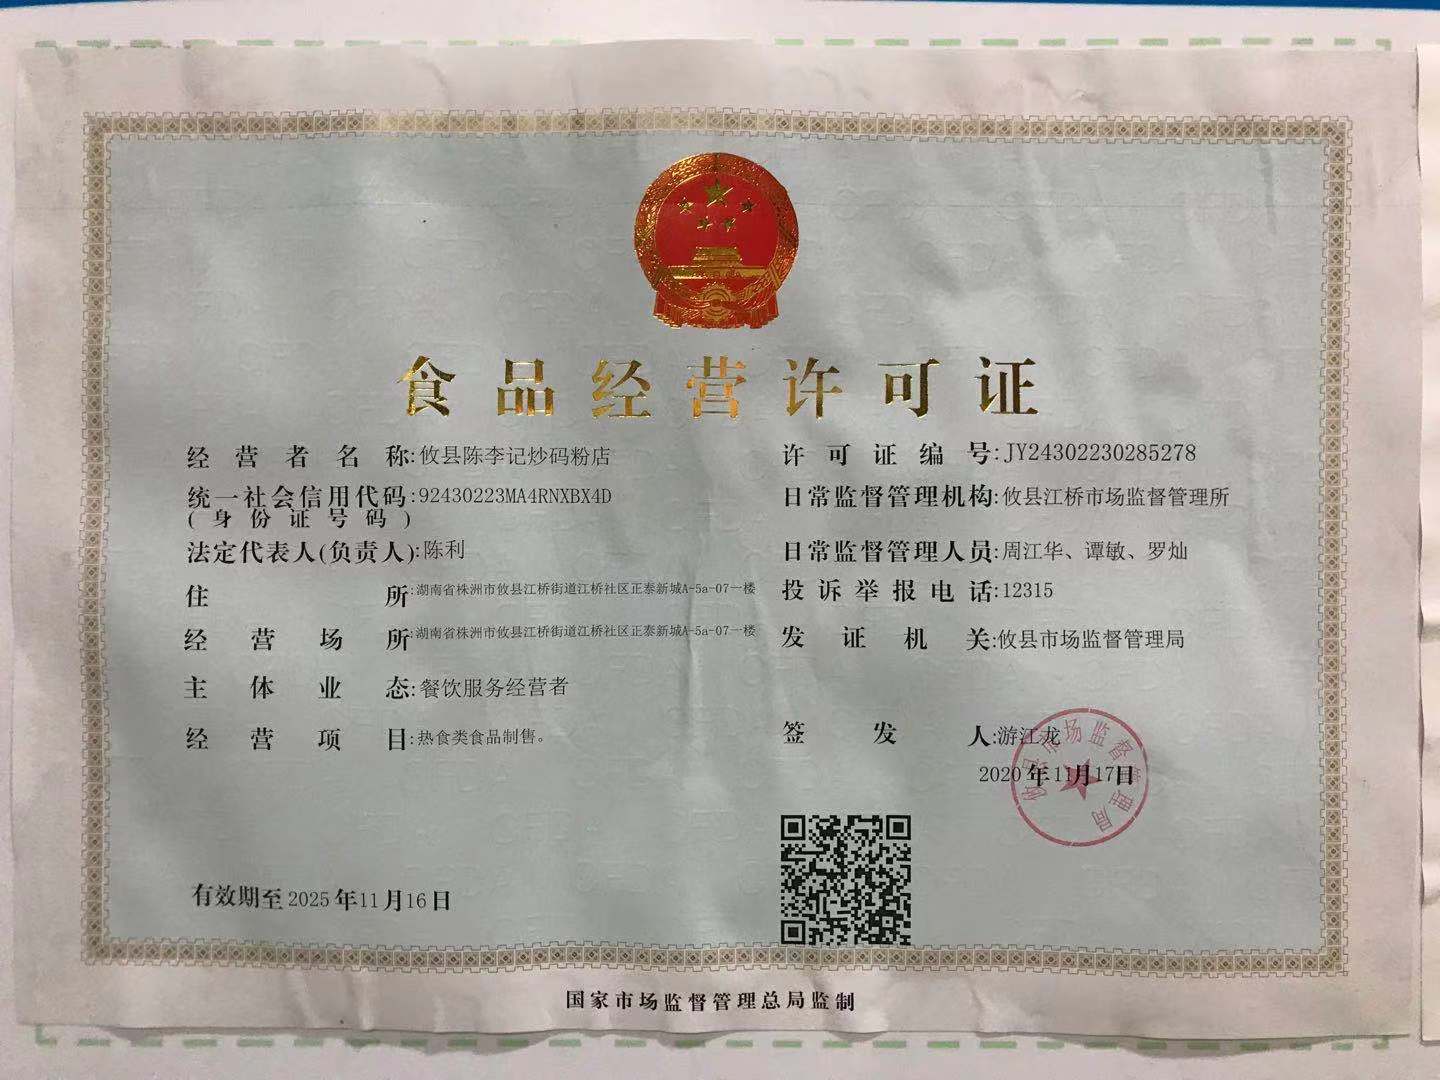 食品经营许可证
经营者名称:攸县陈李记炒码粉店
统一社会信用代码:92430223MA4RNXBX4D
(身份证号码)
法定代表人(负责人):陈利
住所:湖南省株洲市攸县江桥街道江桥社区正泰新城A-5a-07一楼
经营场所:湖南省株洲市攸县江桥街道江桥社区正泰新城A-5a-07一楼
主体业态:餐饮服务经营者
经营项目:热食类食品制售。
有效期至2025年11月16日
许可证编号:JY24302230285278
日常监督管理机构:攸县江桥市场监督管理所
日常监督管理人员:周江华、谭敏、罗灿
投诉举报电话:12315
发证机关:攸县市场监督管理局
签发人:游江龙
2020年11月17日
攸县市场监督管理局
国家市场监督管理总局监制